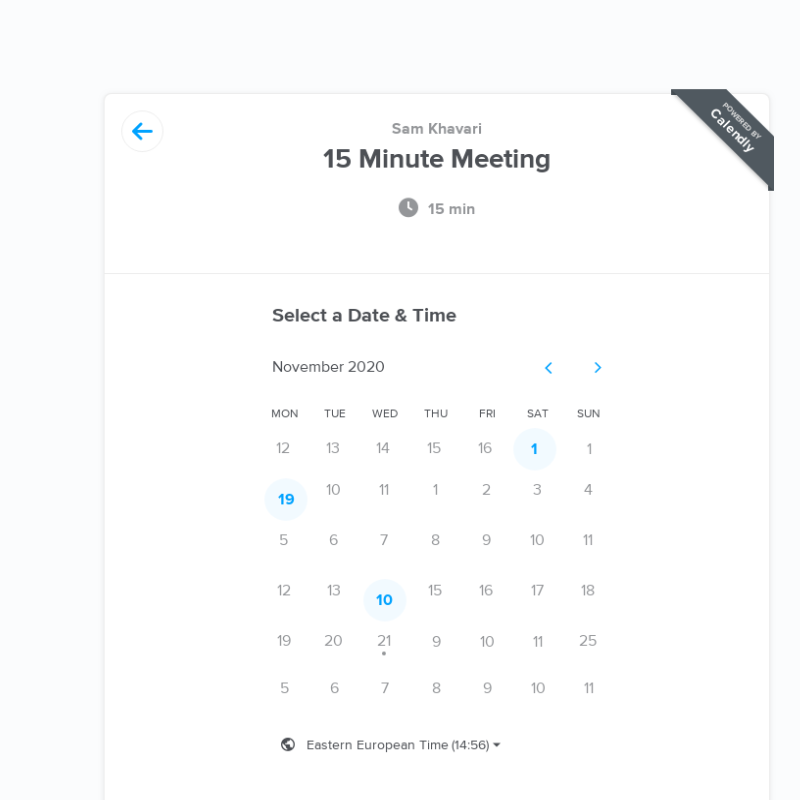 POWERED BY
Calendly
Sam Khavari
15 Minute Meeting
15 min
Select a Date & Time
November 2020
MON TUE WED THU FRI SAT SUN
12 13 14 15 16 1 1
19 10 11 1 2 3 4
5 6 7 8 9 10 11
12 13 10 15 16 17 18
19 20 21 9 10 11 25
5 6 7 8 9 10 11
Eastern European Time (14:56)